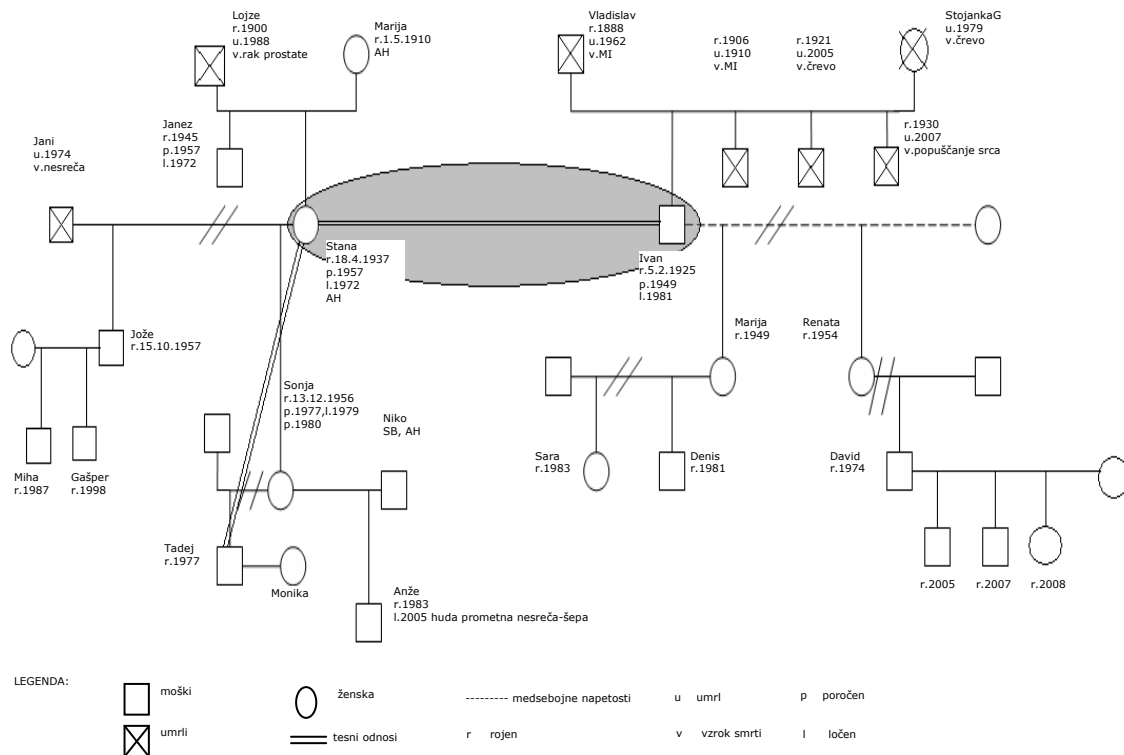 Lojze
r.1900
u.1988
v.rak prostate
Marija
r.1.5.1910
AH
Vladislav
r.1888
u.1962
v.MI
r.1906
u.1910
v.MI
r.1921
u.2005
v.črevo
StojankaG
u.1979
v.črevo
Jani
u.1974
v.nesreča
Janez
r.1945
p.1957
l.1972
r.1930
u.2007
v.popuščanje srca
Stana
r.18.4.1937
p.1957
l.1972
AH
Ivan
r.5.2.1925
p.1949
l.1981
Jože
r.15.10.1957
Marija
r.1949
Renata
r.1954
Sonja
r.13.12.1956
p.1977,l.1979
p.1980
Niko
SB, AH
Miha
r.1987
Gašper
r.1998
Sara
r.1983
Denis
r.1981
David
r.1974
Tadej
r.1977
Monika
Anže
r.1983
l.2005 huda prometna nesreča-šepa
r.2005
r.2007
r.2008
LEGENDA:
moški
ženska
---------- medsebojne napetosti
u umrl
p poročen
umrli
tesni odnosi
r rojen
v vzrok smrti
l ločen